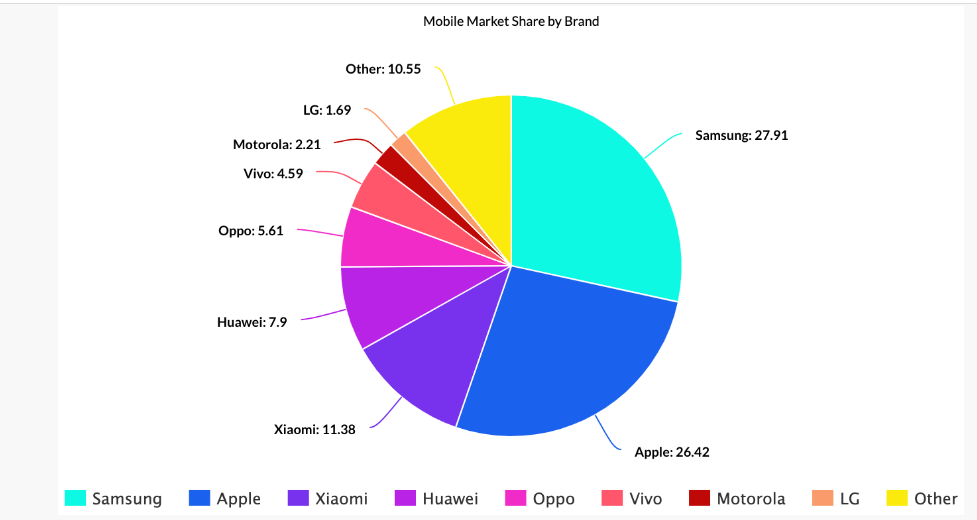 Mobile Market Share by Brand
Other: 10.55
LG: 1.69
Samsung: 27.91
Motorola: 2.21
Vivo: 4.59
Oppo: 5.61
Huawei: 7.9
Xiaomi: 11.38
Apple: 26.42
Samsung Apple Xiaomi Huawei Oppo Vivo Motorola LG Other